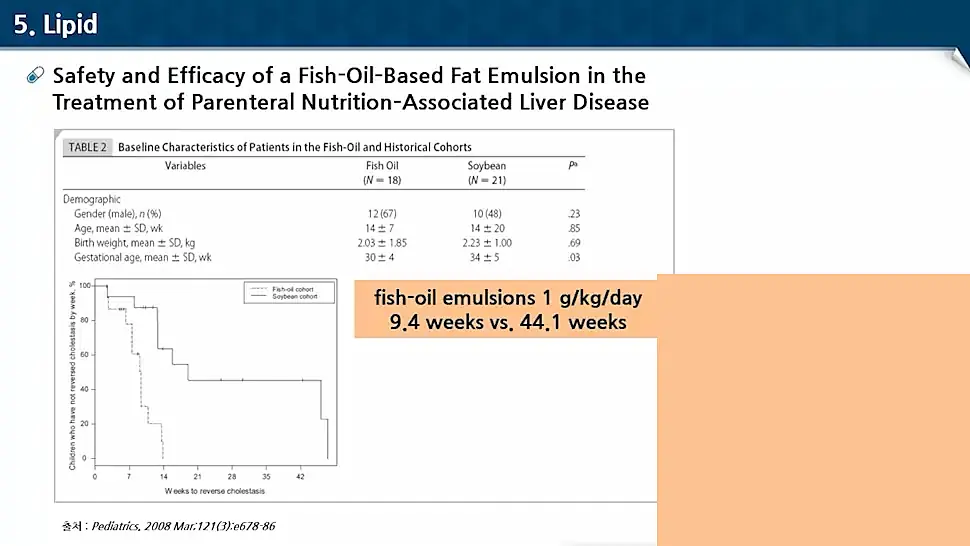 5. Lipid
Safety and Efficacy of a Fish-Oil-Based Fat Emulsion in the
Treatment of Parenteral Nutrition-Associated Liver Disease
TABLE 2 Baseline Characteristics of Patients in the Fish-Oil and Historical Cohorts
Variables Fish Oil Soybean Pa
(N = 18) (N = 21)
Demographic
Gender (male), n (%) 12 (67) 10 (48) .23
Age, mean ± SD, wk 14 ± 7 14 ± 20 .85
Birth weight, mean ± SD, kg 2.03 ± 1.85 2.23 ± 1.00 .69
Gestational age, mean ± SD, wk 30 ± 4 34 ± 5 .03
Children who have not reversed cholestasis by week, %
100
80
60
40
20
0
Fish-oil cohort
Soybean cohort
0 7 14 21 28 35 42
Weeks to reverse cholestasis
fish-oil emulsions 1 g/kg/day
9.4 weeks vs. 44.1 weeks
출처 : Pediatrics, 2008 Mar;121(3):e678-86